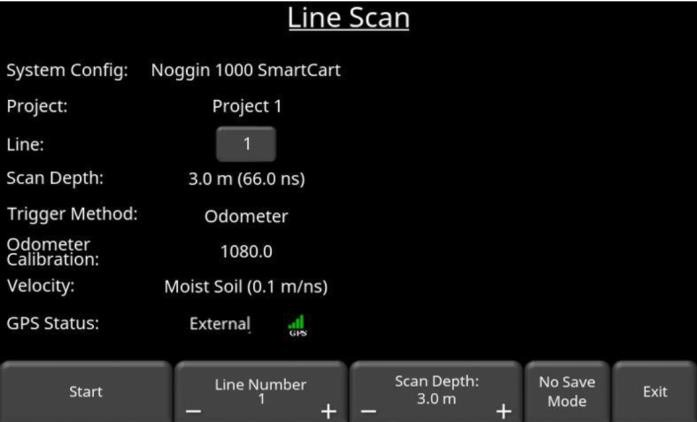 Line Scan
System Config: Noggin 1000 SmartCart
Project: Project 1
Line: 1
Scan Depth: 3.0 m (66.0 ns)
Trigger Method: Odometer
Odometer
Calibration: 1080.0
Velocity: Moist Soil (0.1 m/ns)
GPS Status: External GPS
Start
Line Number
− 1 +
Scan Depth:
− 3.0 m +
No Save
Mode
Exit